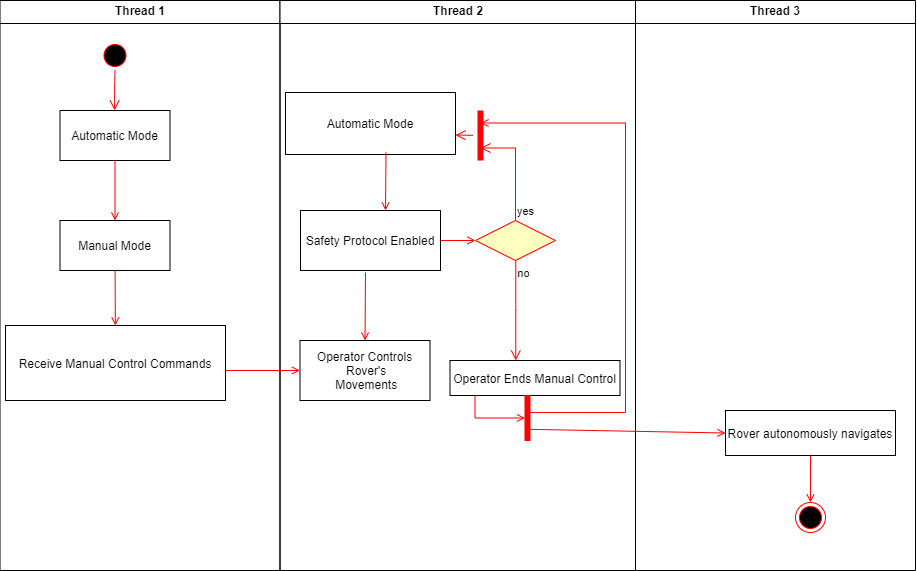 Thread 1
Thread 2
Thread 3
Automatic Mode
Manual Mode
Receive Manual Control Commands
Automatic Mode
Safety Protocol Enabled
yes
no
Operator Controls
Rover's
Movements
Operator Ends Manual Control
Rover autonomously navigates